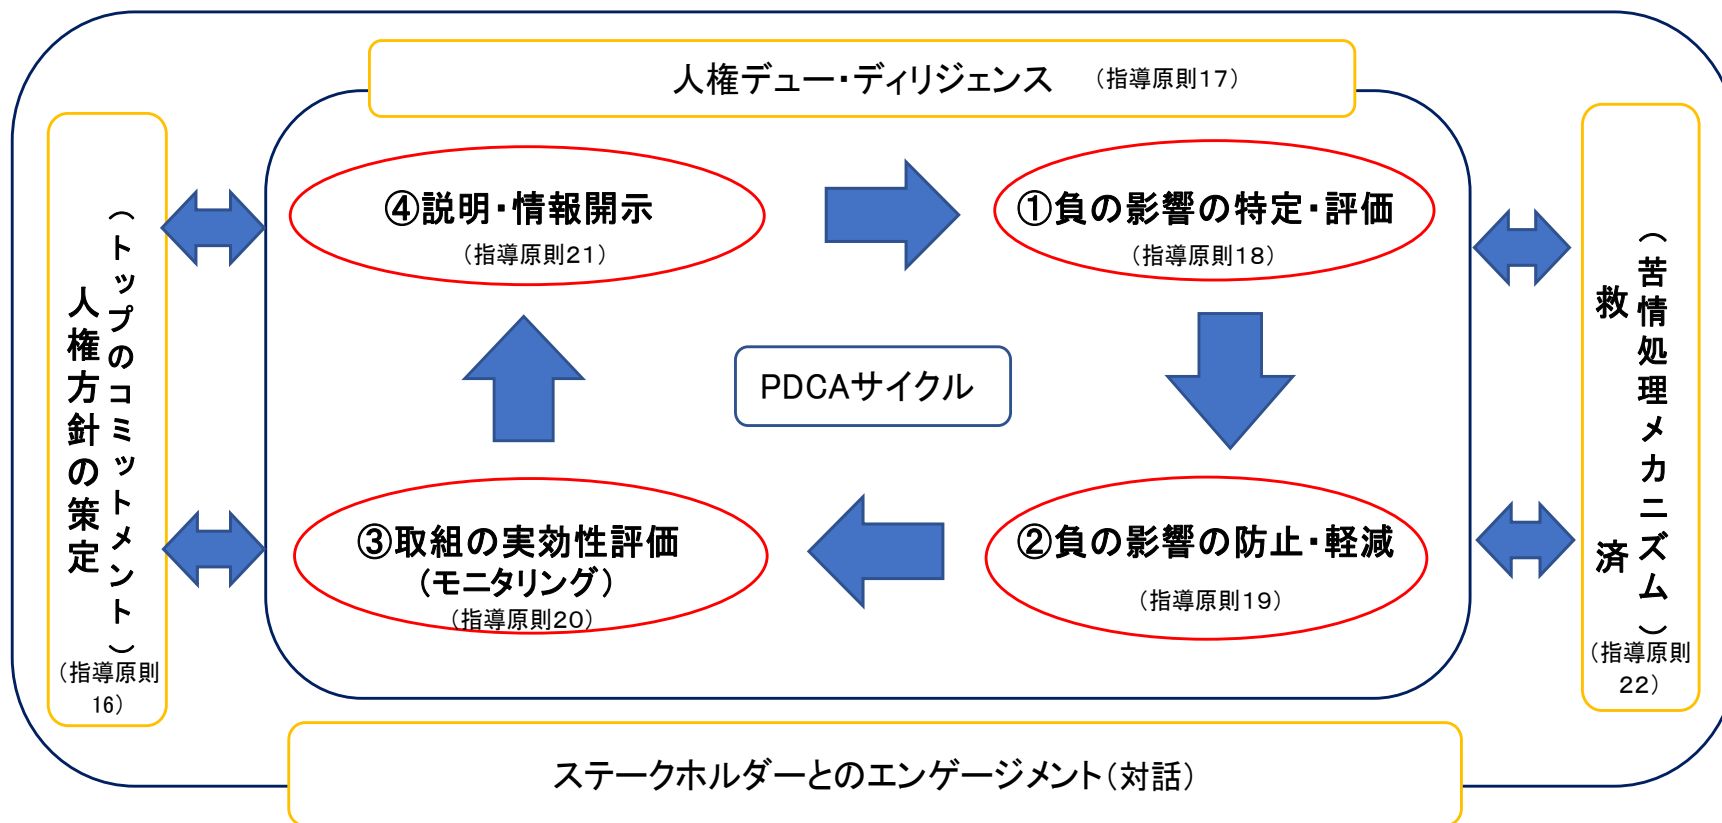 人権デュー・ディリジェンス （指導原則17）
④説明・情報開示
（指導原則21）
①負の影響の特定・評価
（指導原則18）
PDCAサイクル
③取組の実効性評価
（モニタリング）
（指導原則20）
②負の影響の防止・軽減
（指導原則19）
（トップのコミットメント）
人権方針の策定
（指導原則
16）
（苦情処理メカニズム）
救済
（指導原則
22）
ステークホルダーとのエンゲージメント（対話）